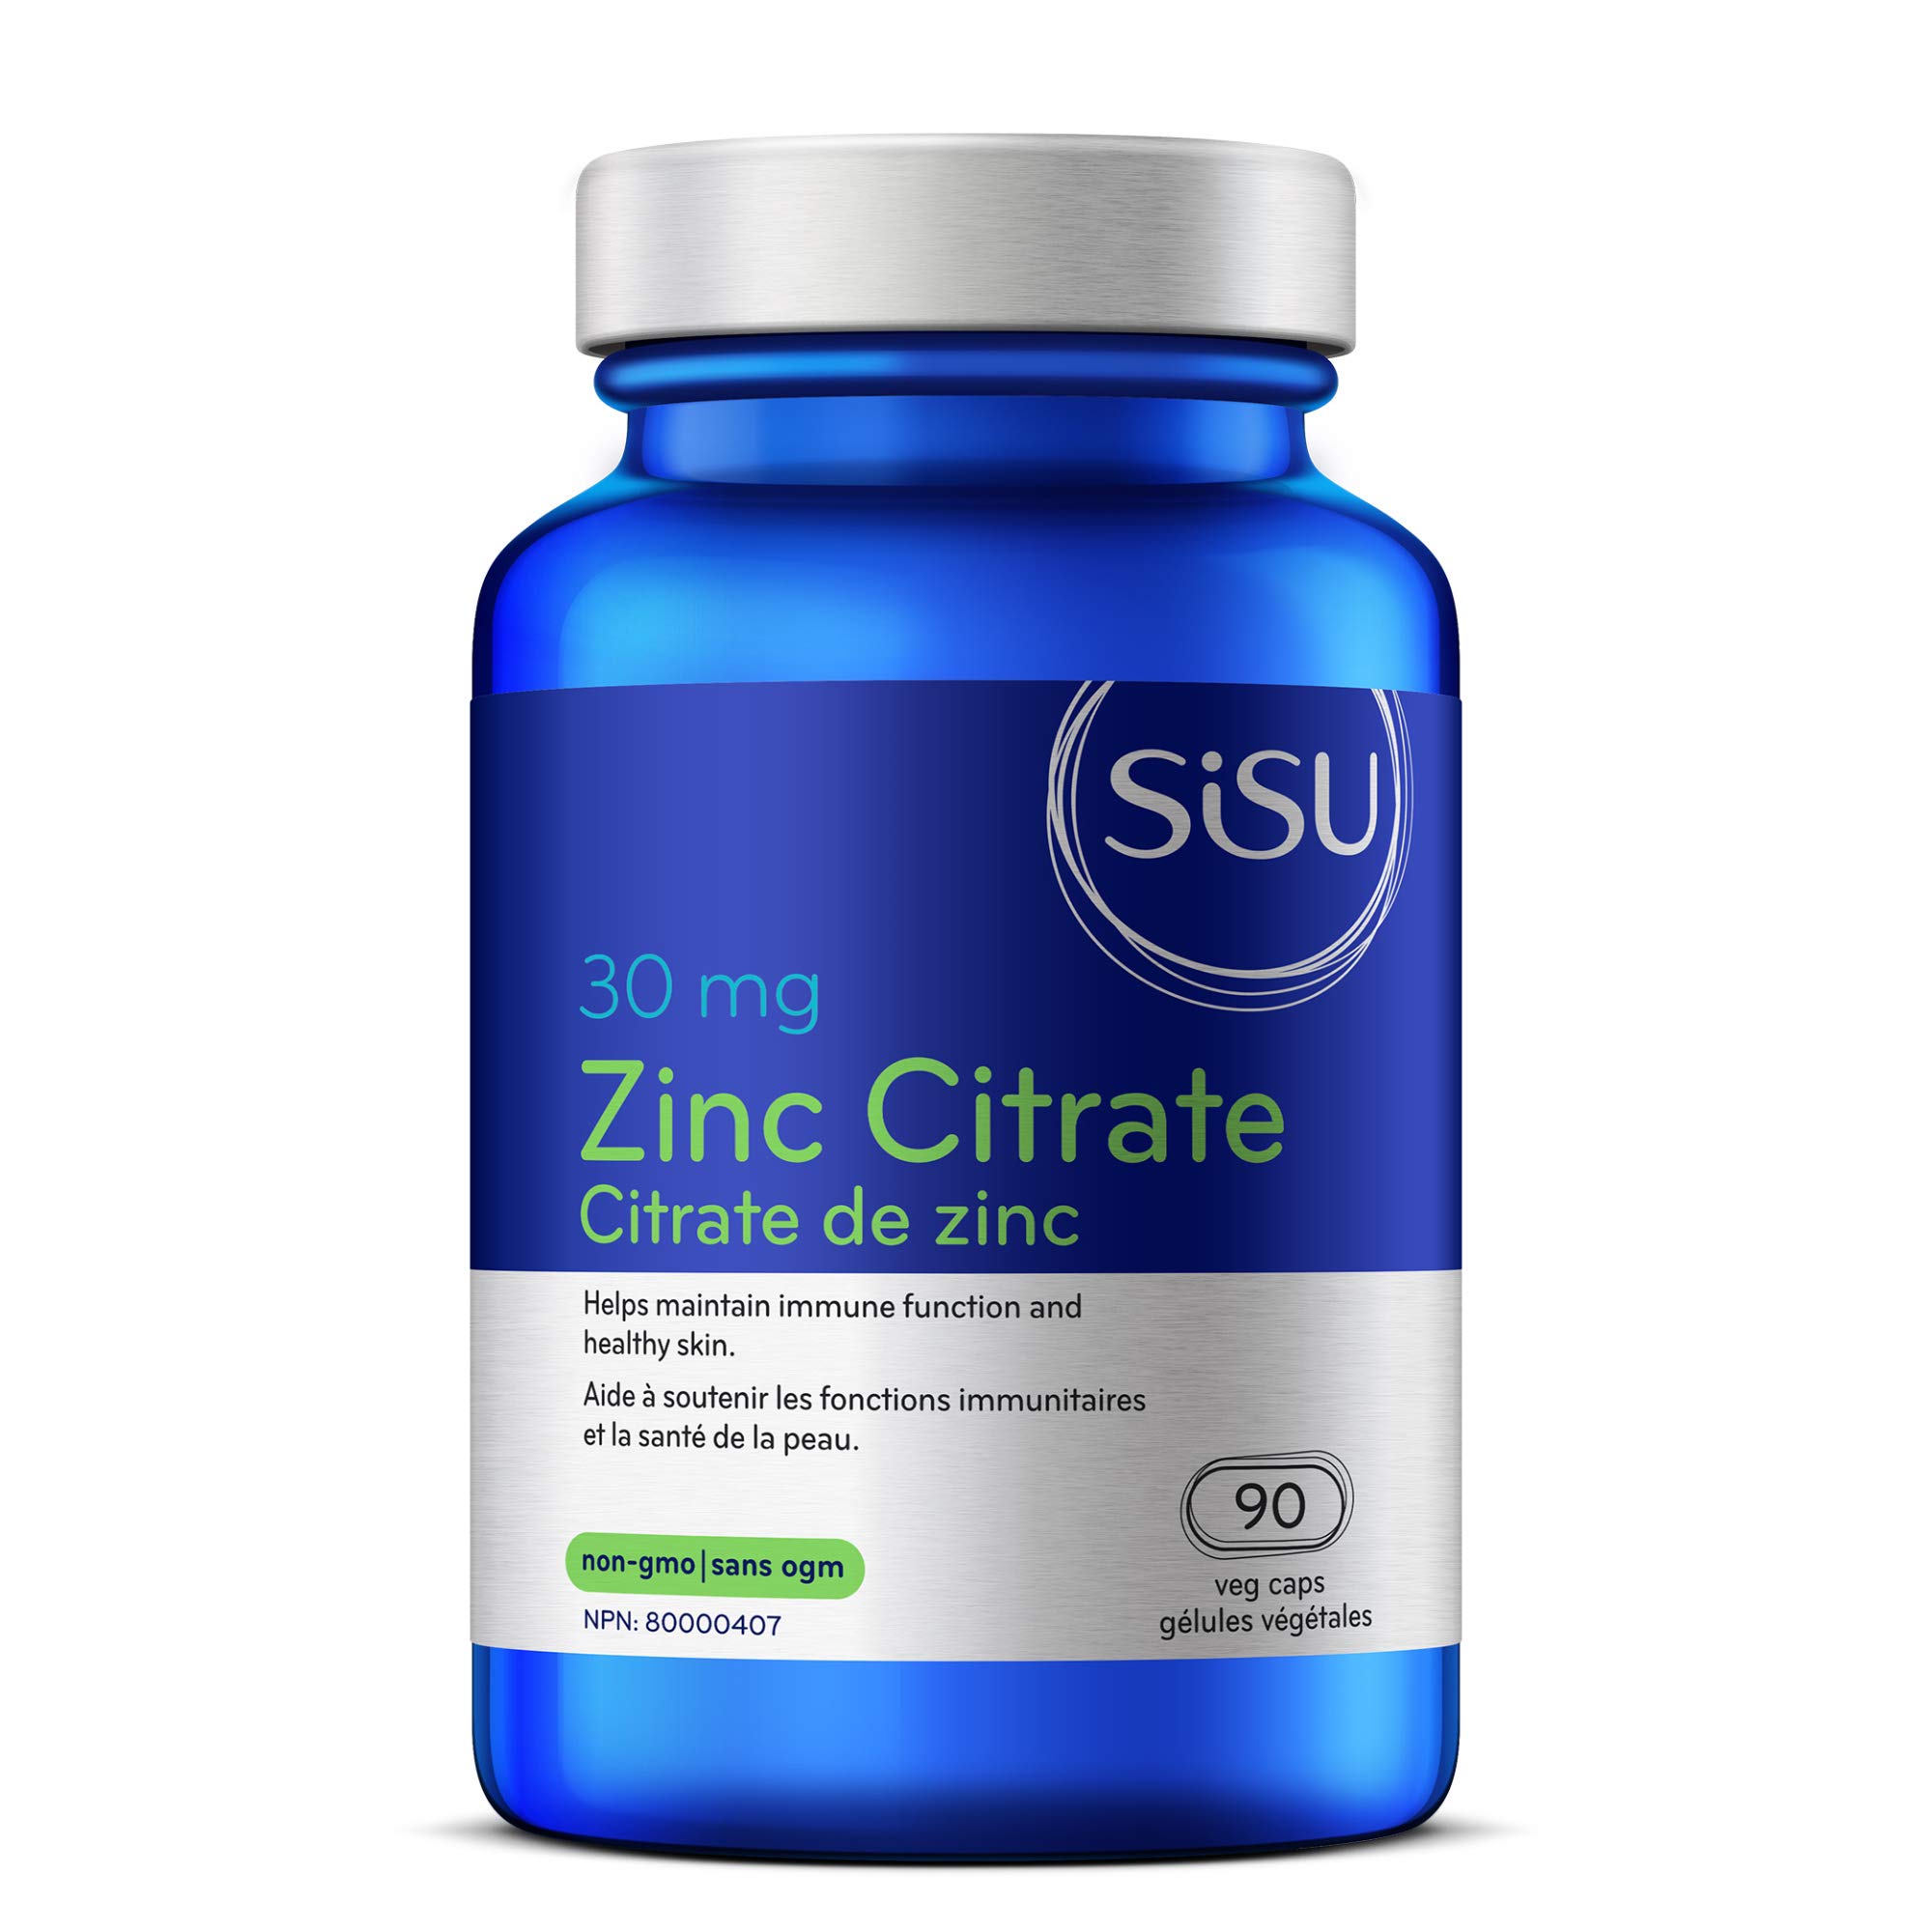 SiSU
30 mg
Zinc Citrate
Citrate de zinc
Helps maintain immune function and
healthy skin.
Aide à soutenir les fonctions immunitaires
et la santé de la peau.
90
veg caps
gélules végétales
non-gmo|sans ogm
NPN: 80000407